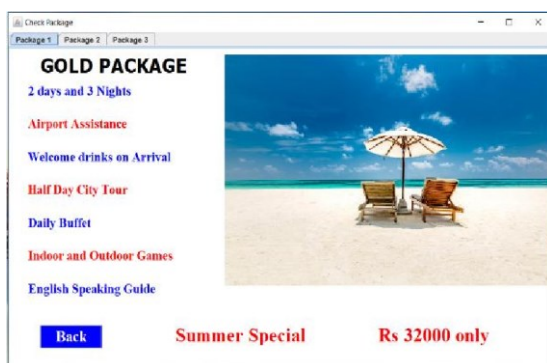 Check Package
Package 1 Package 2 Package 3
GOLD PACKAGE
2 days and 3 Nights
Airport Assistance
Welcome drinks on Arrival
Half Day City Tour
Daily Buffet
Indoor and Outdoor Games
English Speaking Guide
Back Summer Special Rs 32000 only